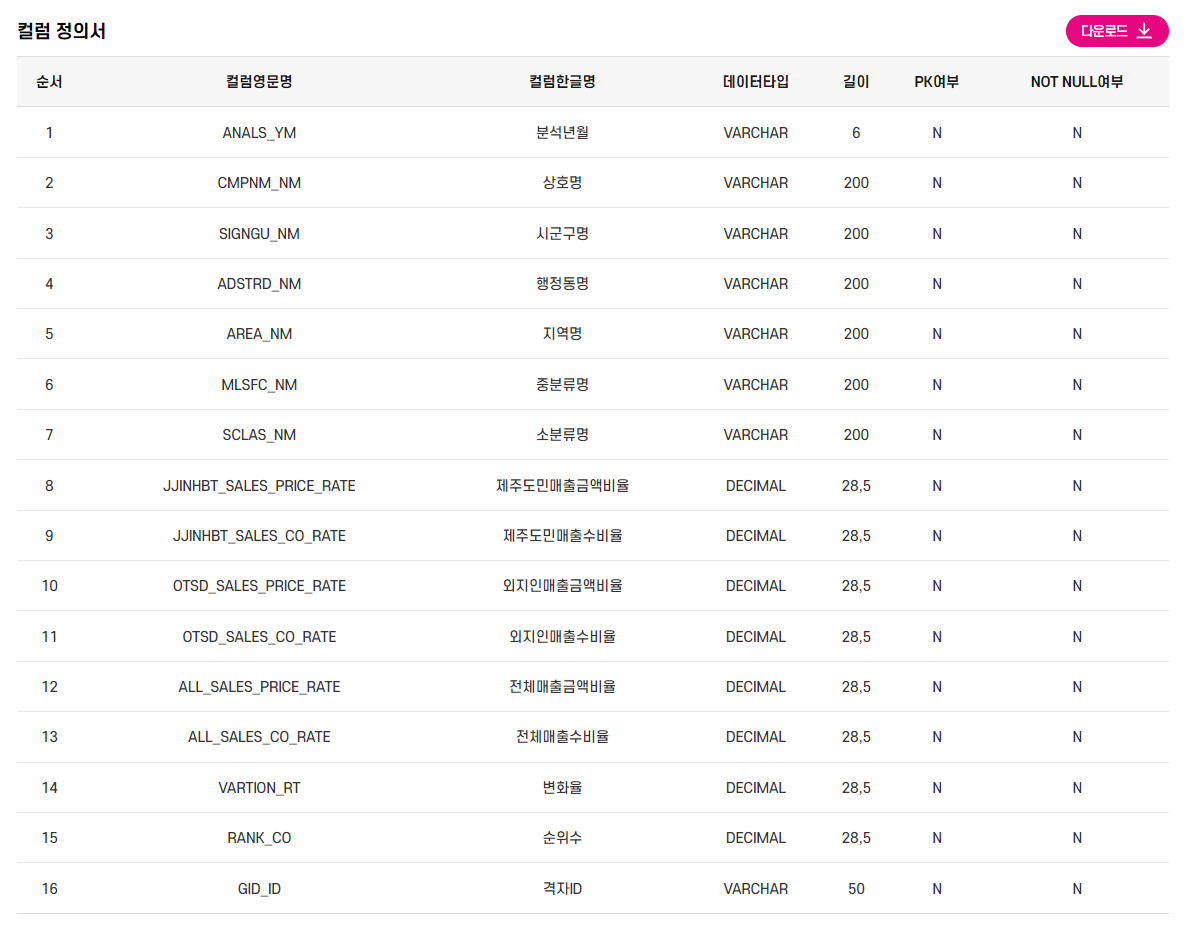 컬럼 정의서
다운로드
순서 컬럼영문명 컬럼한글명 데이터타입 길이 PK여부 NOT NULL여부
1 ANALS_YM 분석년월 VARCHAR 6 N N
2 CMPNM_NM 상호명 VARCHAR 200 N N
3 SIGNGU_NM 시군구명 VARCHAR 200 N N
4 ADSTRD_NM 행정동명 VARCHAR 200 N N
5 AREA_NM 지역명 VARCHAR 200 N N
6 MLSFC_NM 중분류명 VARCHAR 200 N N
7 SCLAS_NM 소분류명 VARCHAR 200 N N
8 JJINHBT_SALES_PRICE_RATE 제주도민매출금액비율 DECIMAL 28,5 N N
9 JJINHBT_SALES_CO_RATE 제주도민매출수비율 DECIMAL 28,5 N N
10 OTSD_SALES_PRICE_RATE 외지인매출금액비율 DECIMAL 28,5 N N
11 OTSD_SALES_CO_RATE 외지인매출수비율 DECIMAL 28,5 N N
12 ALL_SALES_PRICE_RATE 전체매출금액비율 DECIMAL 28,5 N N
13 ALL_SALES_CO_RATE 전체매출수비율 DECIMAL 28,5 N N
14 VARTION_RT 변화율 DECIMAL 28,5 N N
15 RANK_CO 순위수 DECIMAL 28,5 N N
16 GID_ID 격자ID VARCHAR 50 N N